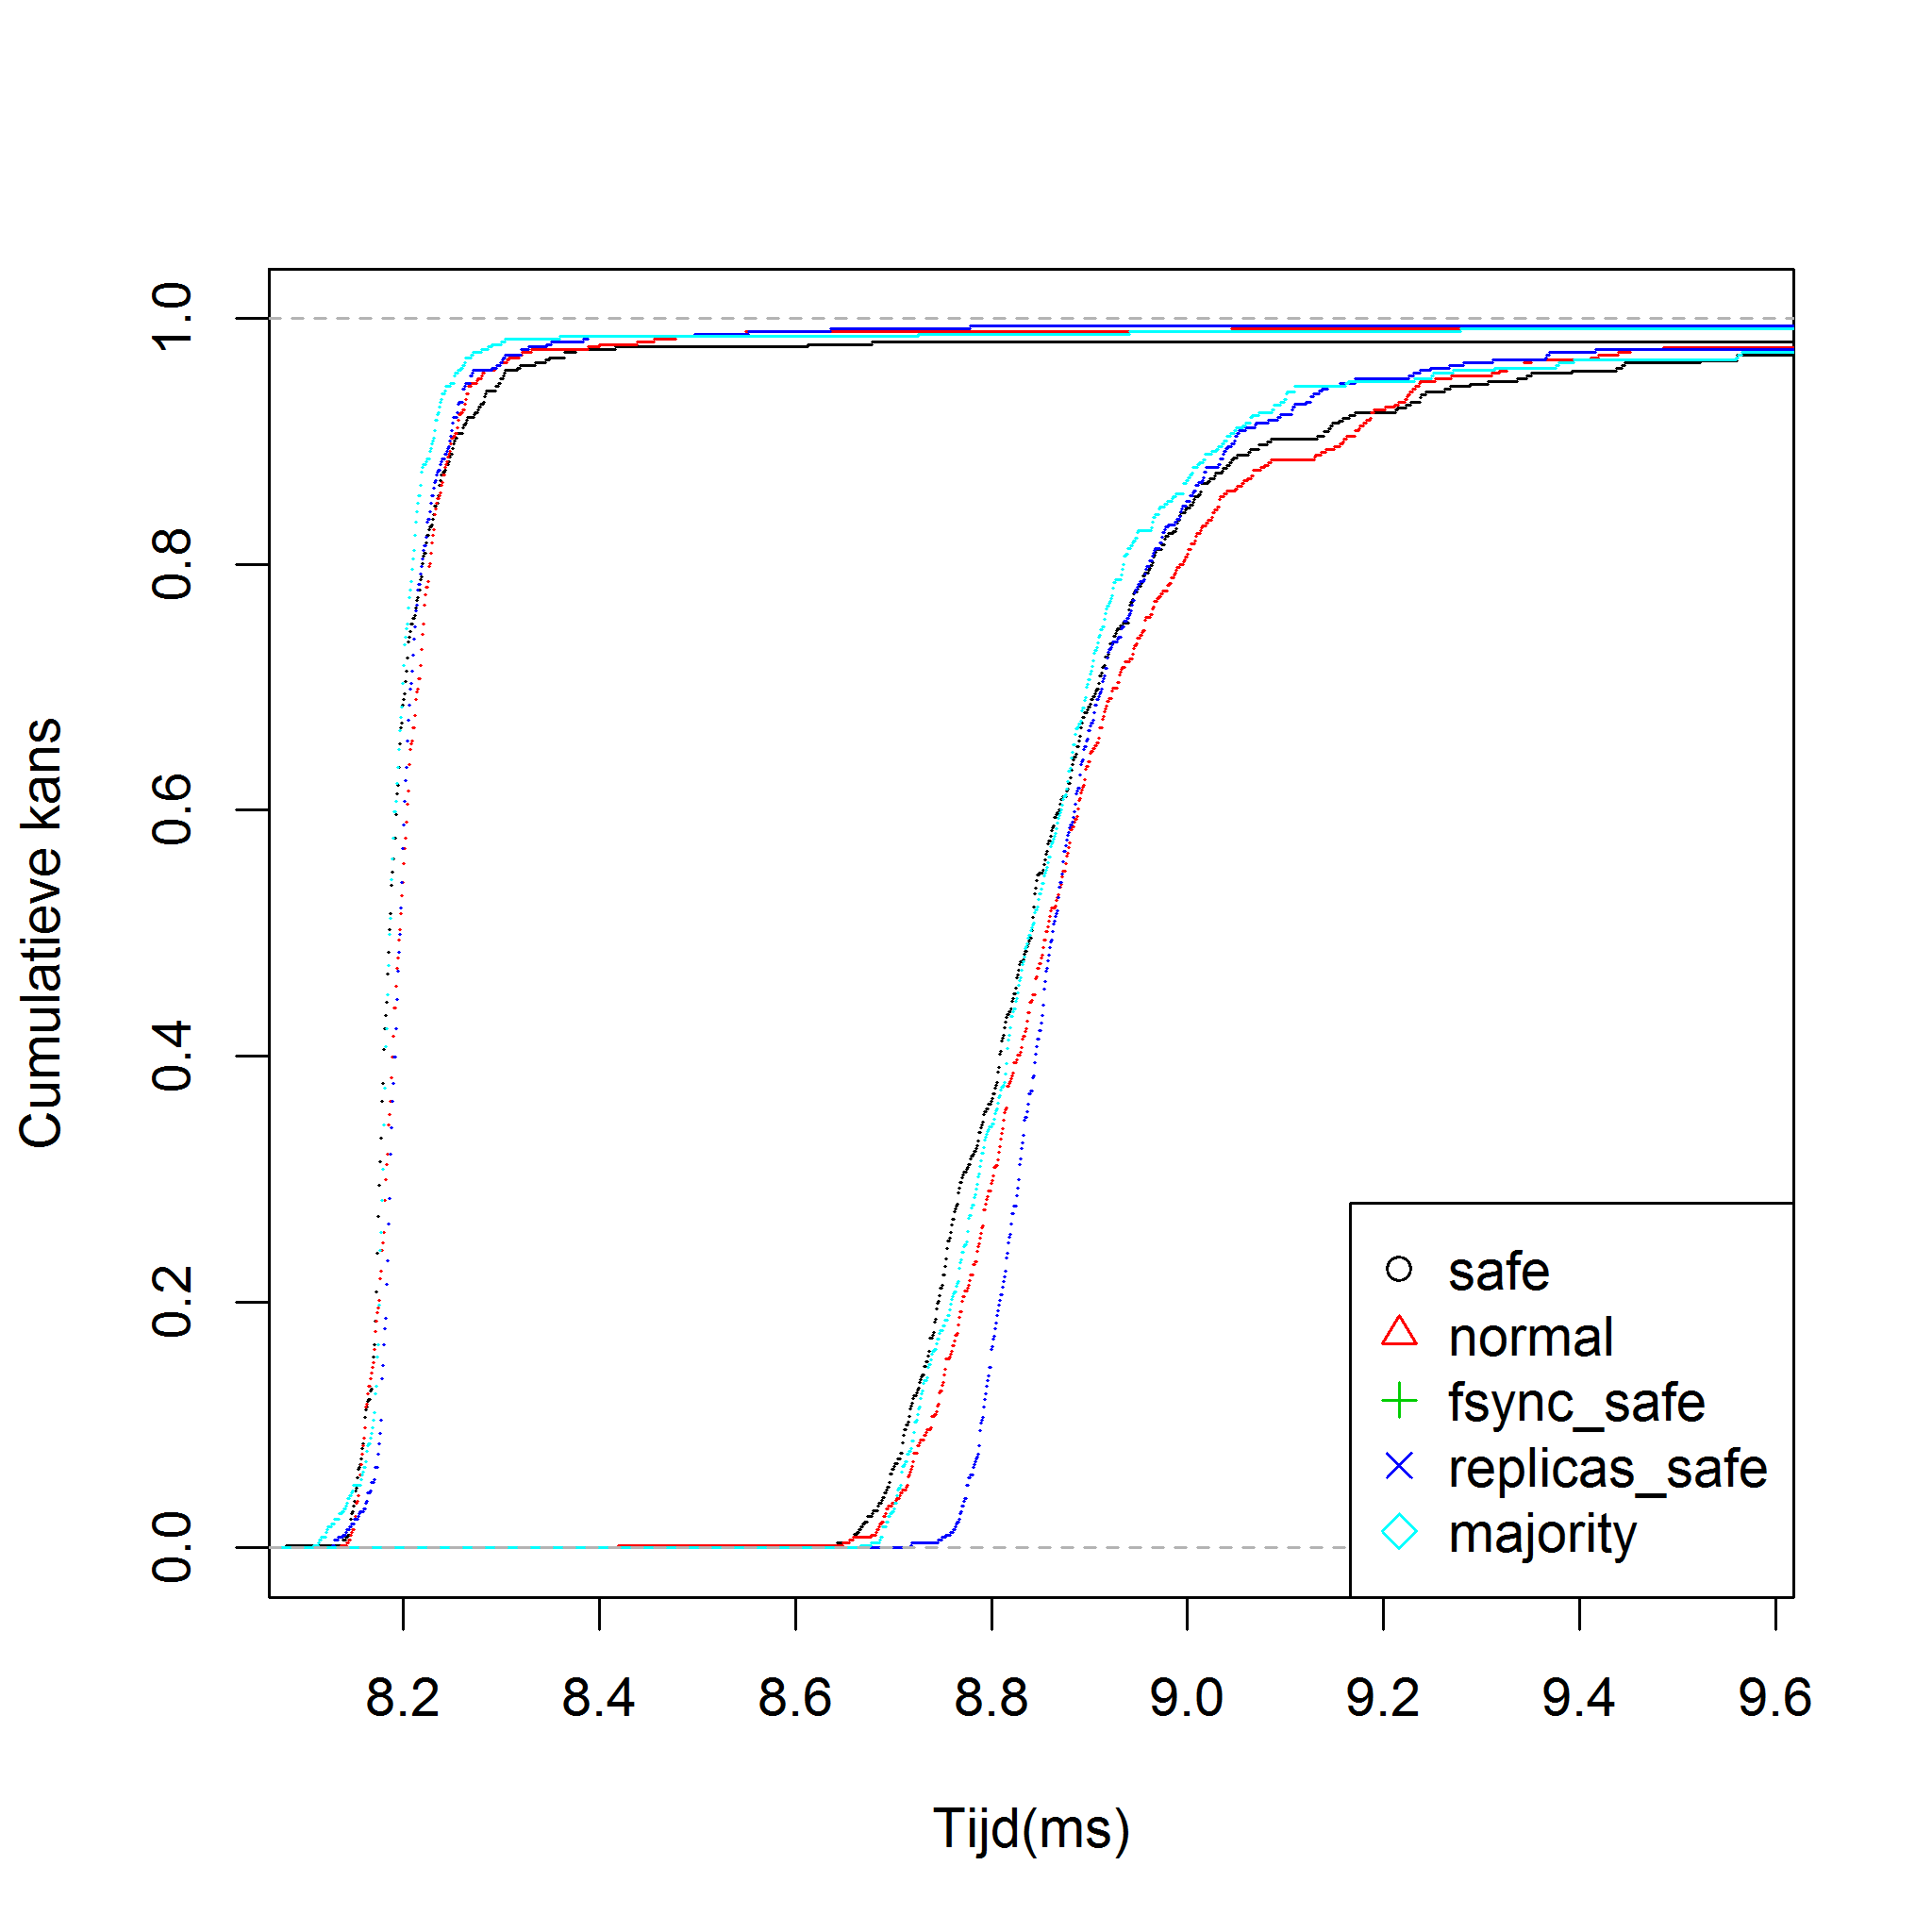 Cumulatieve kans
1.0
0.8
0.6
0.4
0.2
0.0
safe
normal
fsync_safe
replicas_safe
majority
8.2 8.4 8.6 8.8 9.0 9.2 9.4 9.6
Tijd(ms)